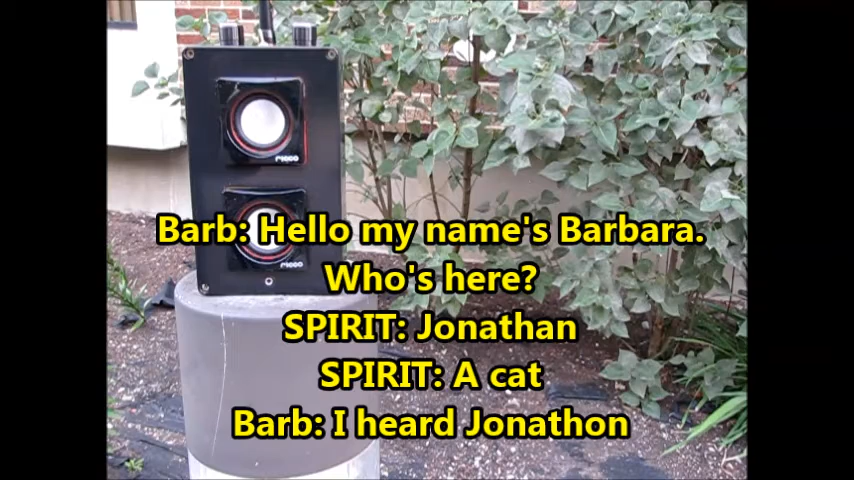 Barb: Hello my name's Barbara.
Who's here?
SPIRIT: Jonathan
SPIRIT: A cat
Barb: I heard Jonathon